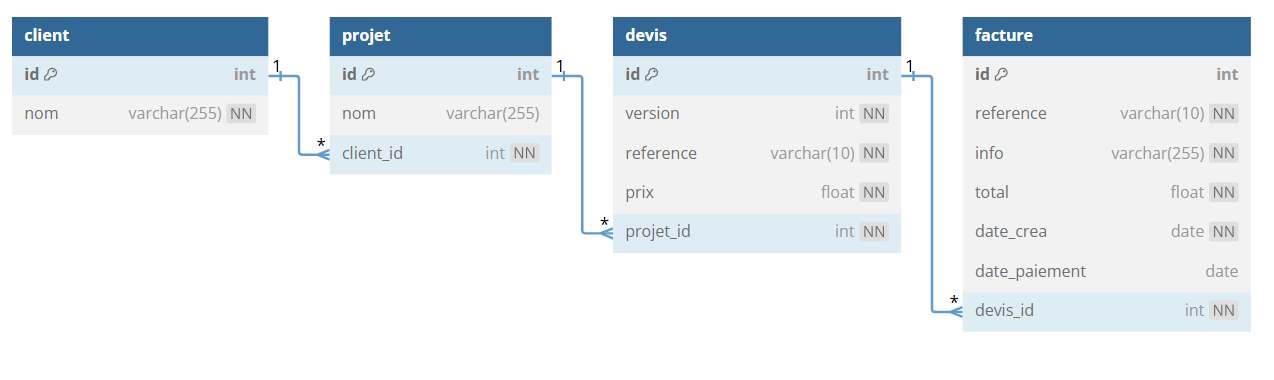 client
id int
nom varchar(255) NN
1
*
projet
id int
nom varchar(255)
client_id int NN
1
*
devis
id int
version int NN
reference varchar(10) NN
prix float NN
projet_id int NN
1
*
facture
id int
reference varchar(10) NN
info varchar(255) NN
total float NN
date_crea date NN
date_paiement date
devis_id int NN